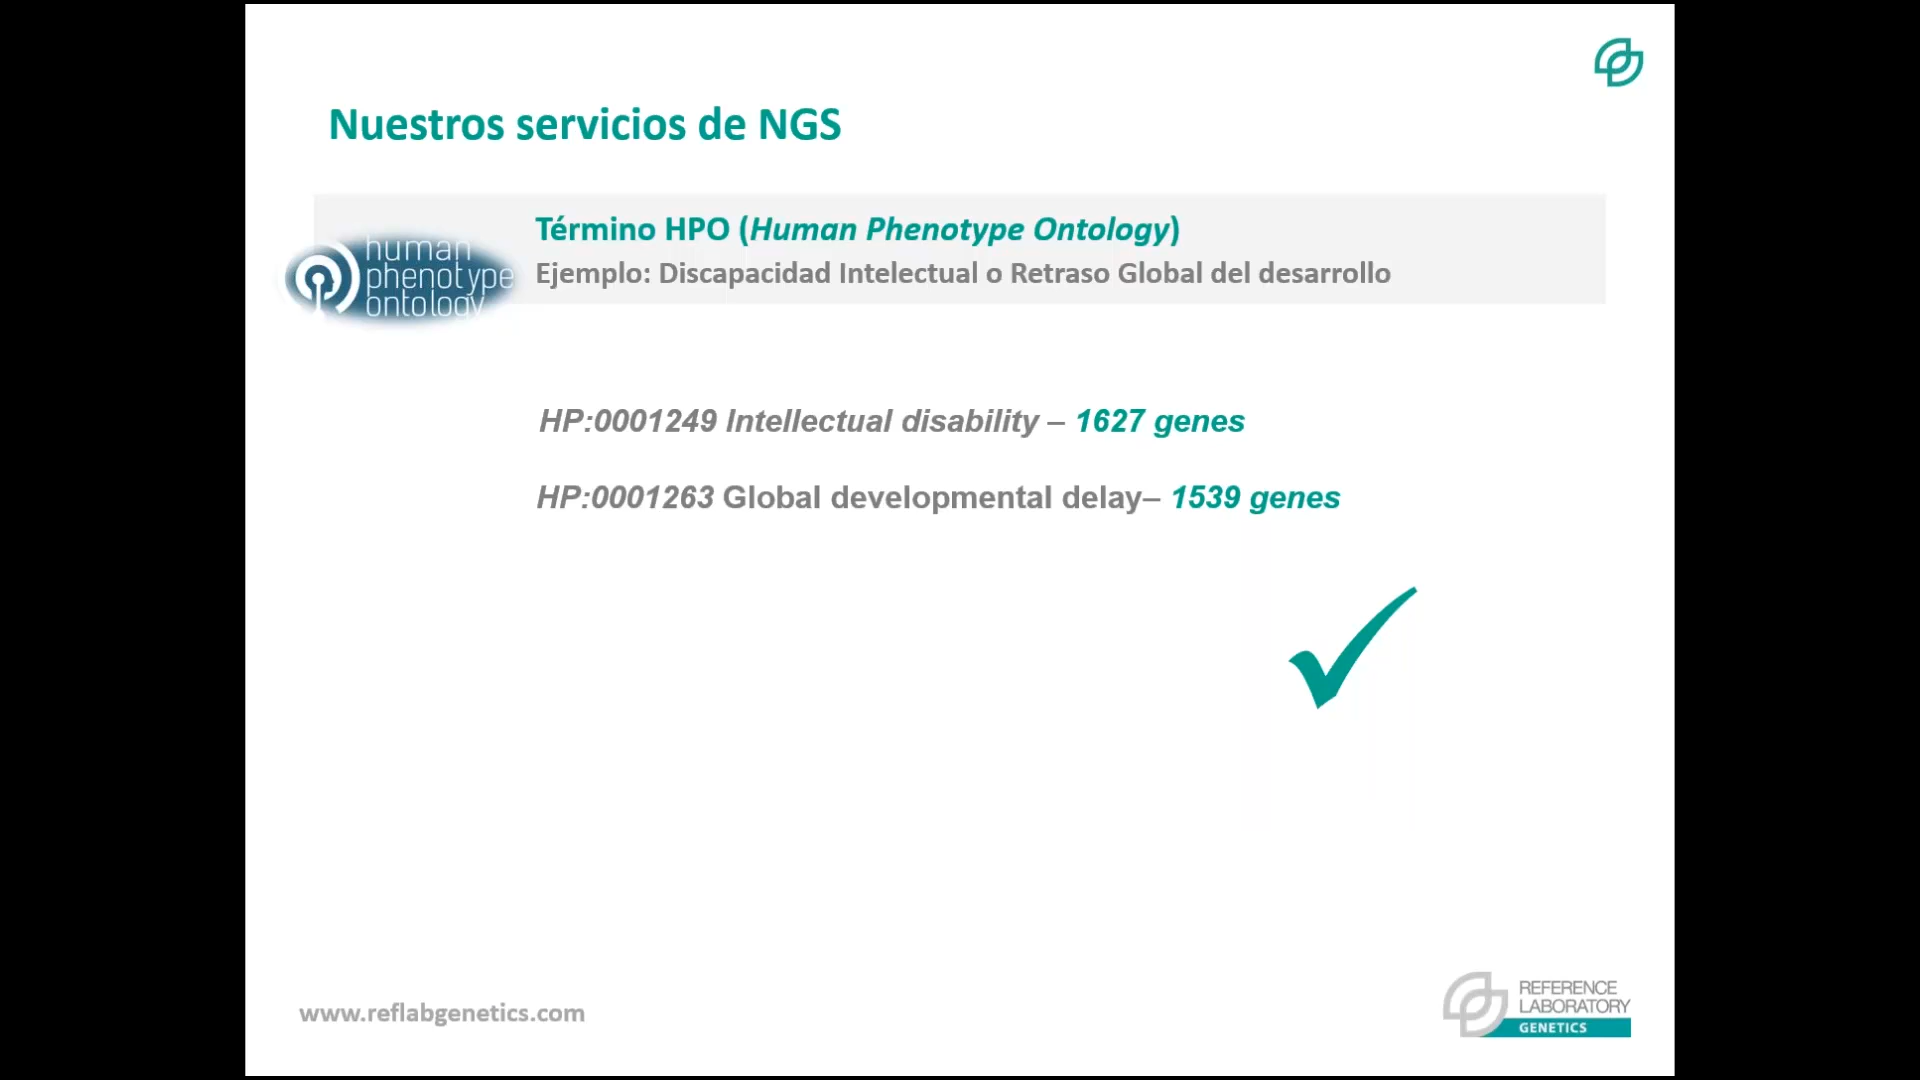 Nuestros servicios de NGS
Término HPO (Human Phenotype Ontology)
Ejemplo: Discapacidad Intelectual o Retraso Global del desarrollo
human
phenotype
ontology
HP:0001249 Intellectual disability – 1627 genes
HP:0001263 Global developmental delay– 1539 genes
www.reflabgenetics.com
REFERENCE
LABORATORY
GENETICS